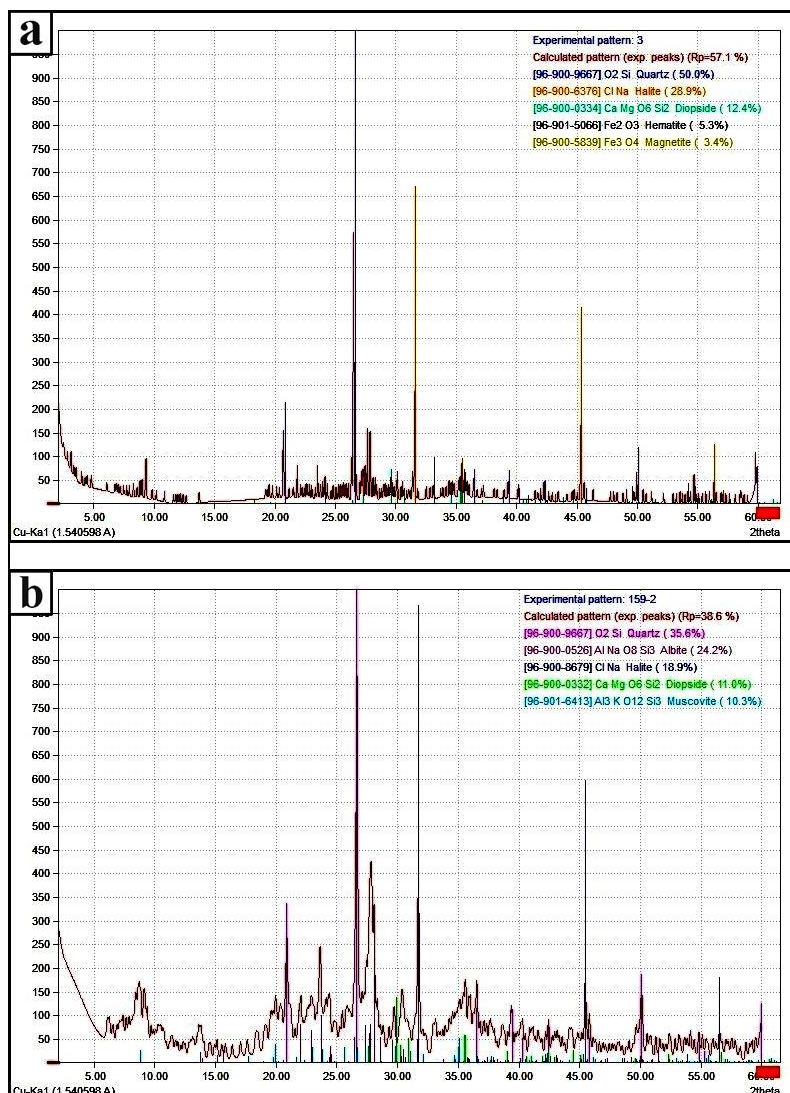 a
Experimental pattern: 3
Calculated pattern (exp. peaks) (Rp=57.1 %)
[96-900-9667] O2 Si Quartz ( 50.0%)
[96-900-6376] Cl Na Halite ( 28.9%)
[96-900-0334] Ca Mg O6 Si2 Diopside ( 12.4%)
[96-901-5066] Fe2 O3 Hematite ( 5.3%)
[96-900-5839] Fe3 O4 Magnetite ( 3.4%)
900
850
800
750
700
650
600
550
500
450
400
350
300
250
200
150
100
50
5.00 10.00 15.00 20.00 25.00 30.00 35.00 40.00 45.00 50.00 55.00
Cu-Ka1 (1.540598 A) 2theta
b
Experimental pattern: 159-2
Calculated pattern (exp. peaks) (Rp=38.6 %)
[96-900-9667] O2 Si Quartz ( 35.6%)
[96-900-0526] Al Na O8 Si3 Albite ( 24.2%)
[96-900-8679] Cl Na Halite ( 18.9%)
[96-900-0332] Ca Mg O6 Si2 Diopside ( 11.0%)
[96-901-6413] Al3 K O12 Si3 Muscovite ( 10.3%)
900
850
800
750
700
650
600
550
500
450
400
350
300
250
200
150
100
50
5.00 10.00 15.00 20.00 25.00 30.00 35.00 40.00 45.00 50.00 55.00
Cu-Ka1 (1.540598 A) 2theta